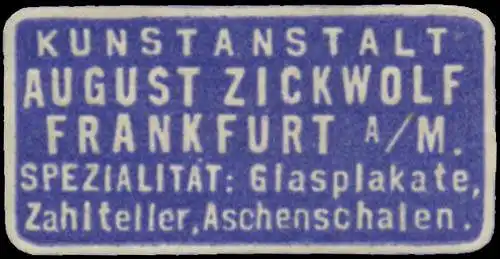 KUNSTANSTALT
AUGUST ZICKWOLF
FRANKFURT A/M.
SPEZIALITÄT: Glasplakate,
Zahlteller, Aschenschalen.